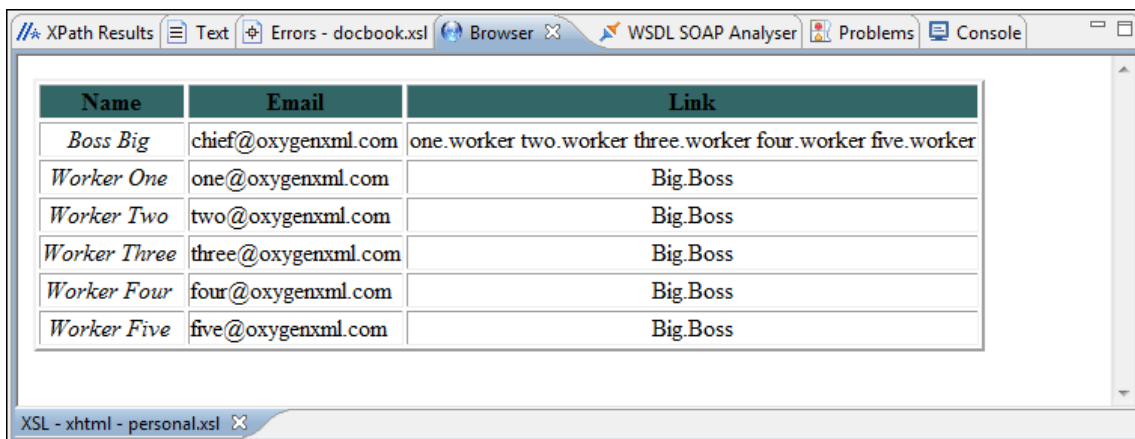 XPath Results Text Errors - docbook.xsl Browser WSDL SOAP Analyser Problems Console
Name Email Link
Boss Big chief@oxygenxml.com one.worker two.worker three.worker four.worker five.worker
Worker One one@oxygenxml.com Big.Boss
Worker Two two@oxygenxml.com Big.Boss
Worker Three three@oxygenxml.com Big.Boss
Worker Four four@oxygenxml.com Big.Boss
Worker Five five@oxygenxml.com Big.Boss
XSL - xhtml - personal.xsl